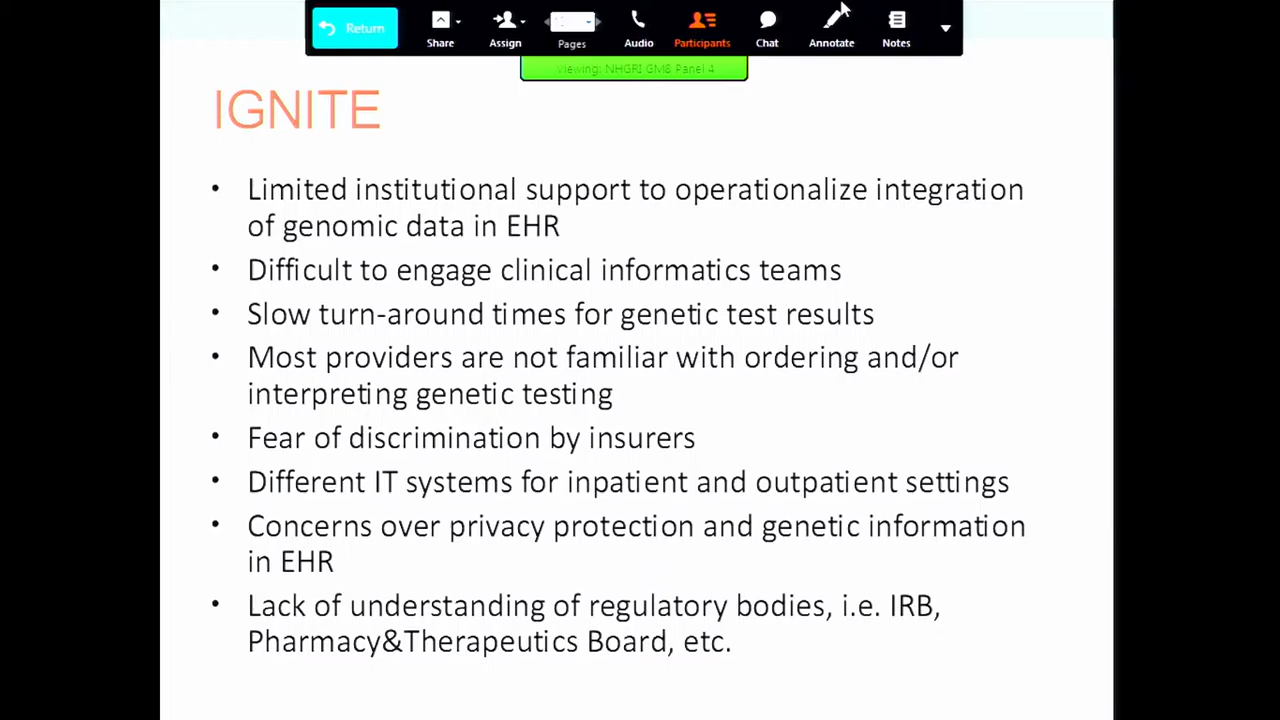 Return
Share
Assign
Pages
Audio
Participants
Chat
Annotate
Notes
Viewing: NHGRI GM8 Panel 4
IGNITE
• Limited institutional support to operationalize integration
of genomic data in EHR
• Difficult to engage clinical informatics teams
• Slow turn-around times for genetic test results
• Most providers are not familiar with ordering and/or
interpreting genetic testing
• Fear of discrimination by insurers
• Different IT systems for inpatient and outpatient settings
• Concerns over privacy protection and genetic information
in EHR
• Lack of understanding of regulatory bodies, i.e. IRB,
Pharmacy&Therapeutics Board, etc.